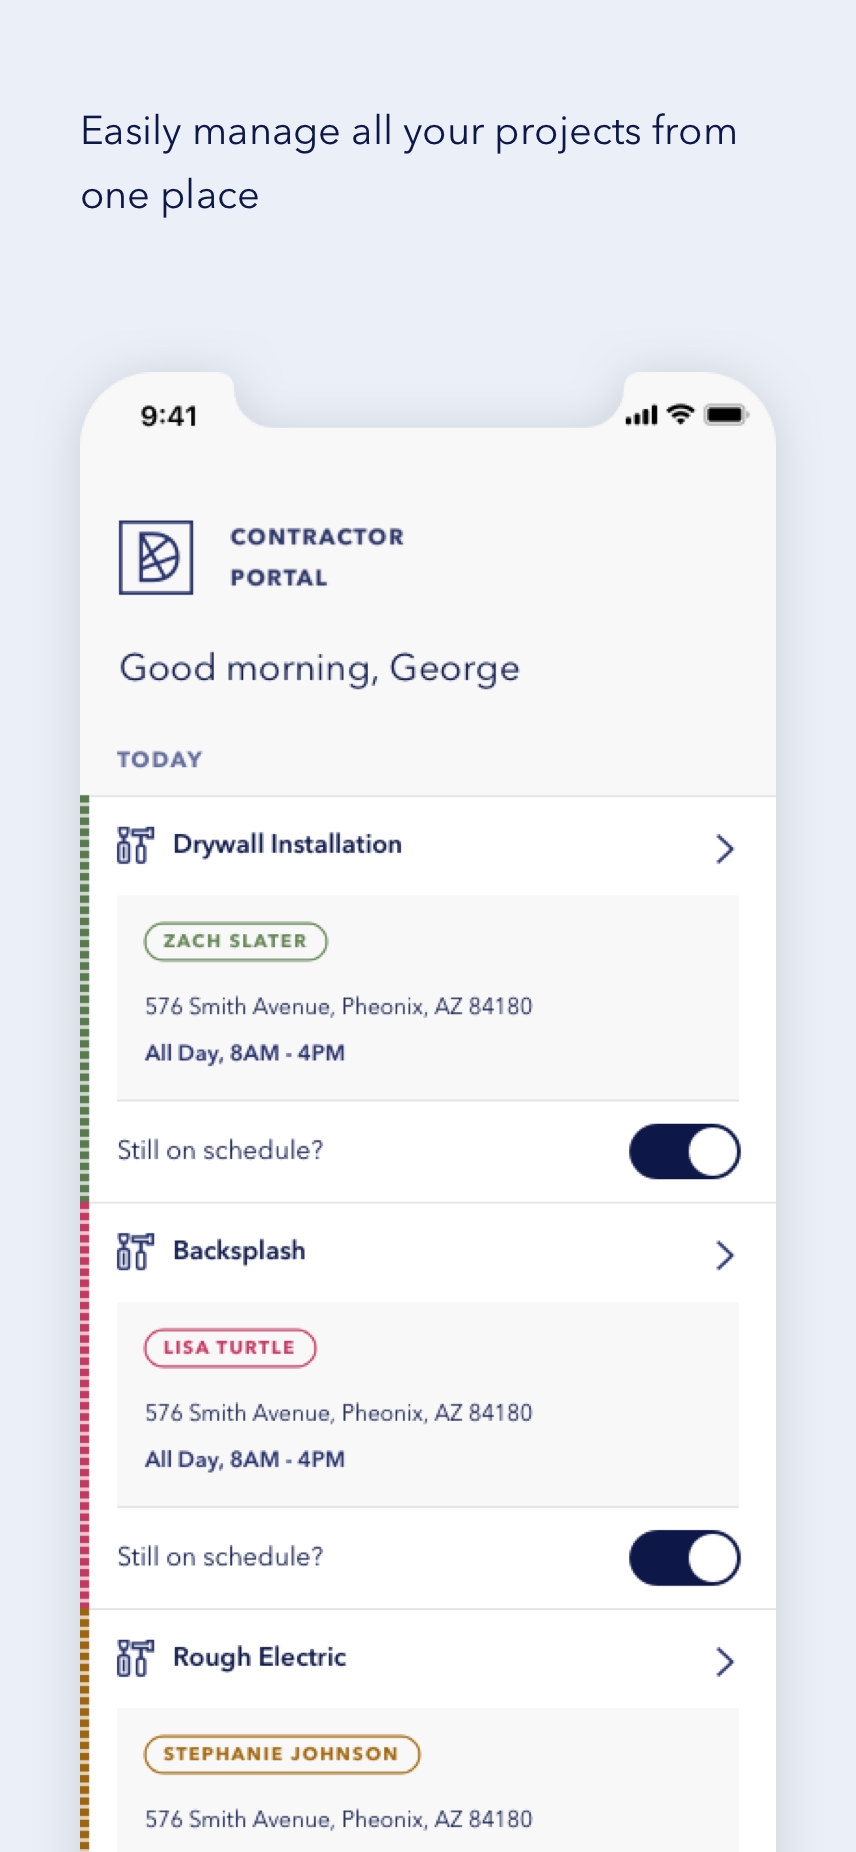 Easily manage all your projects from
one place
9:41
CONTRACTOR
PORTAL
Good morning, George
TODAY
Drywall Installation
ZACH SLATER
576 Smith Avenue, Pheonix, AZ 84180
All Day, 8AM - 4PM
Still on schedule?
Backsplash
LISA TURTLE
576 Smith Avenue, Pheonix, AZ 84180
All Day, 8AM - 4PM
Still on schedule?
Rough Electric
STEPHANIE JOHNSON
576 Smith Avenue, Pheonix, AZ 84180